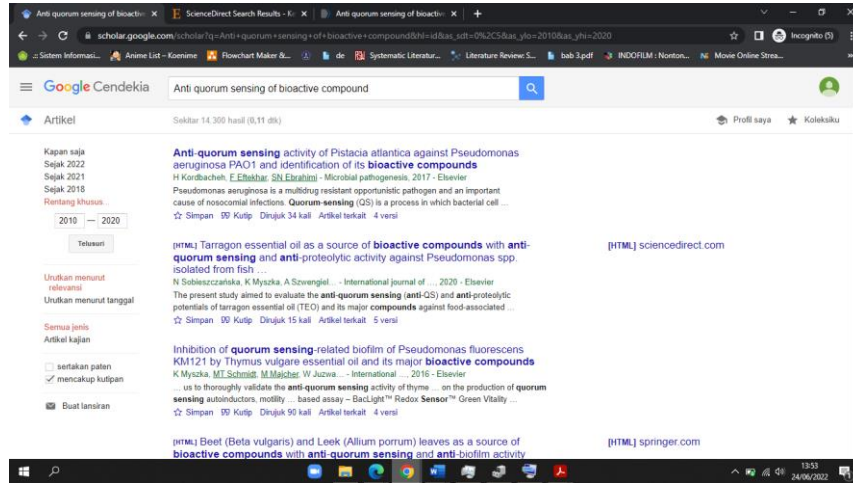 Anti quorum sensing of bioactiv
ScienceDirect Search Results - Ke
Anti quorum sensing of bioactiv
scholar.google.com/scholar?q=Anti+quorum+sensing+of+bioactive+compound&hl=id&as_sdt=0%2C5&as_ylo=2010&as_yhi=2020
Incognito (5)
.:: Sistem Informasi...
Anime List – Koenime
Flowchart Maker &...
de
Systematic Literatur...
Literature Review: S...
bab 3.pdf
INDOFILM : Nonton...
Movie Online Strea...
Google Cendekia
Anti quorum sensing of bioactive compound
Artikel
Sekitar 14.300 hasil (0,11 dtk)
Profil saya
Koleksiku
Kapan saja
Sejak 2022
Sejak 2021
Sejak 2018
Rentang khusus...
2010 — 2020
Telusuri
Urutkan menurut
relevansi
Urutkan menurut tanggal
Semua jenis
Artikel kajian
sertakan paten
mencakup kutipan
Buat lansiran
Anti-quorum sensing activity of Pistacia atlantica against Pseudomonas
aeruginosa PAO1 and identification of its bioactive compounds
H Kordbacheh, F Eftekhar, SN Ebrahimi - Microbial pathogenesis, 2017 - Elsevier
Pseudomonas aeruginosa is a multidrug resistant opportunistic pathogen and an important
cause of nosocomial infections. Quorum-sensing (QS) is a process in which bacterial cell ...
Simpan Kutip Dirujuk 34 kali Artikel terkait 4 versi
[HTML] Tarragon essential oil as a source of bioactive compounds with anti-
quorum sensing and anti-proteolytic activity against Pseudomonas spp.
isolated from fish ...
N Sobieszczańska, K Myszka, A Szwengiel... - International journal of ..., 2020 - Elsevier
The present study aimed to evaluate the anti-quorum sensing (anti-QS) and anti-proteolytic
potentials of tarragon essential oil (TEO) and its major compounds against food-associated ...
Simpan Kutip Dirujuk 15 kali Artikel terkait 5 versi
[HTML] sciencedirect.com
Inhibition of quorum sensing-related biofilm of Pseudomonas fluorescens
KM121 by Thymus vulgare essential oil and its major bioactive compounds
K Myszka, MT Schmidt, M Majcher, W Juzwa... - International ..., 2016 - Elsevier
... us to thoroughly validate the anti-quorum sensing activity of thyme ... on the production of quorum
sensing autoinductors, motility ... based assay – BacLight™ Redox Sensor™ Green Vitality ...
Simpan Kutip Dirujuk 90 kali Artikel terkait 4 versi
[HTML] Beet (Beta vulgaris) and Leek (Allium porrum) leaves as a source of
bioactive compounds with anti-quorum sensing and anti-biofilm activity
[HTML] springer.com
13:53
24/06/2022